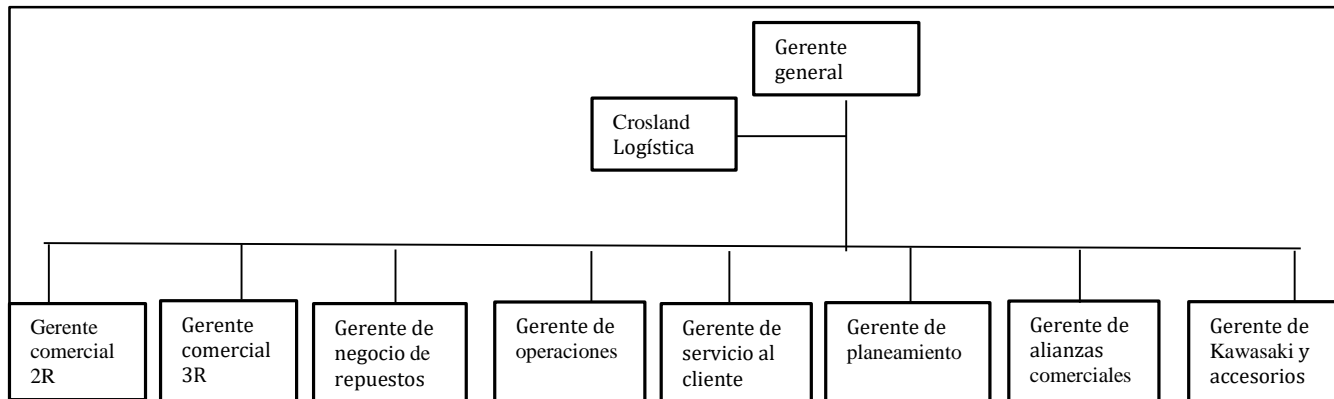 Gerente
general
Crosland
Logística
Gerente
comercial
2R
Gerente
comercial
3R
Gerente de
negocio de
repuestos
Gerente de
operaciones
Gerente de
servicio al
cliente
Gerente de
planeamiento
Gerente de
alianzas
comerciales
Gerente de
Kawasaki y
accesorios